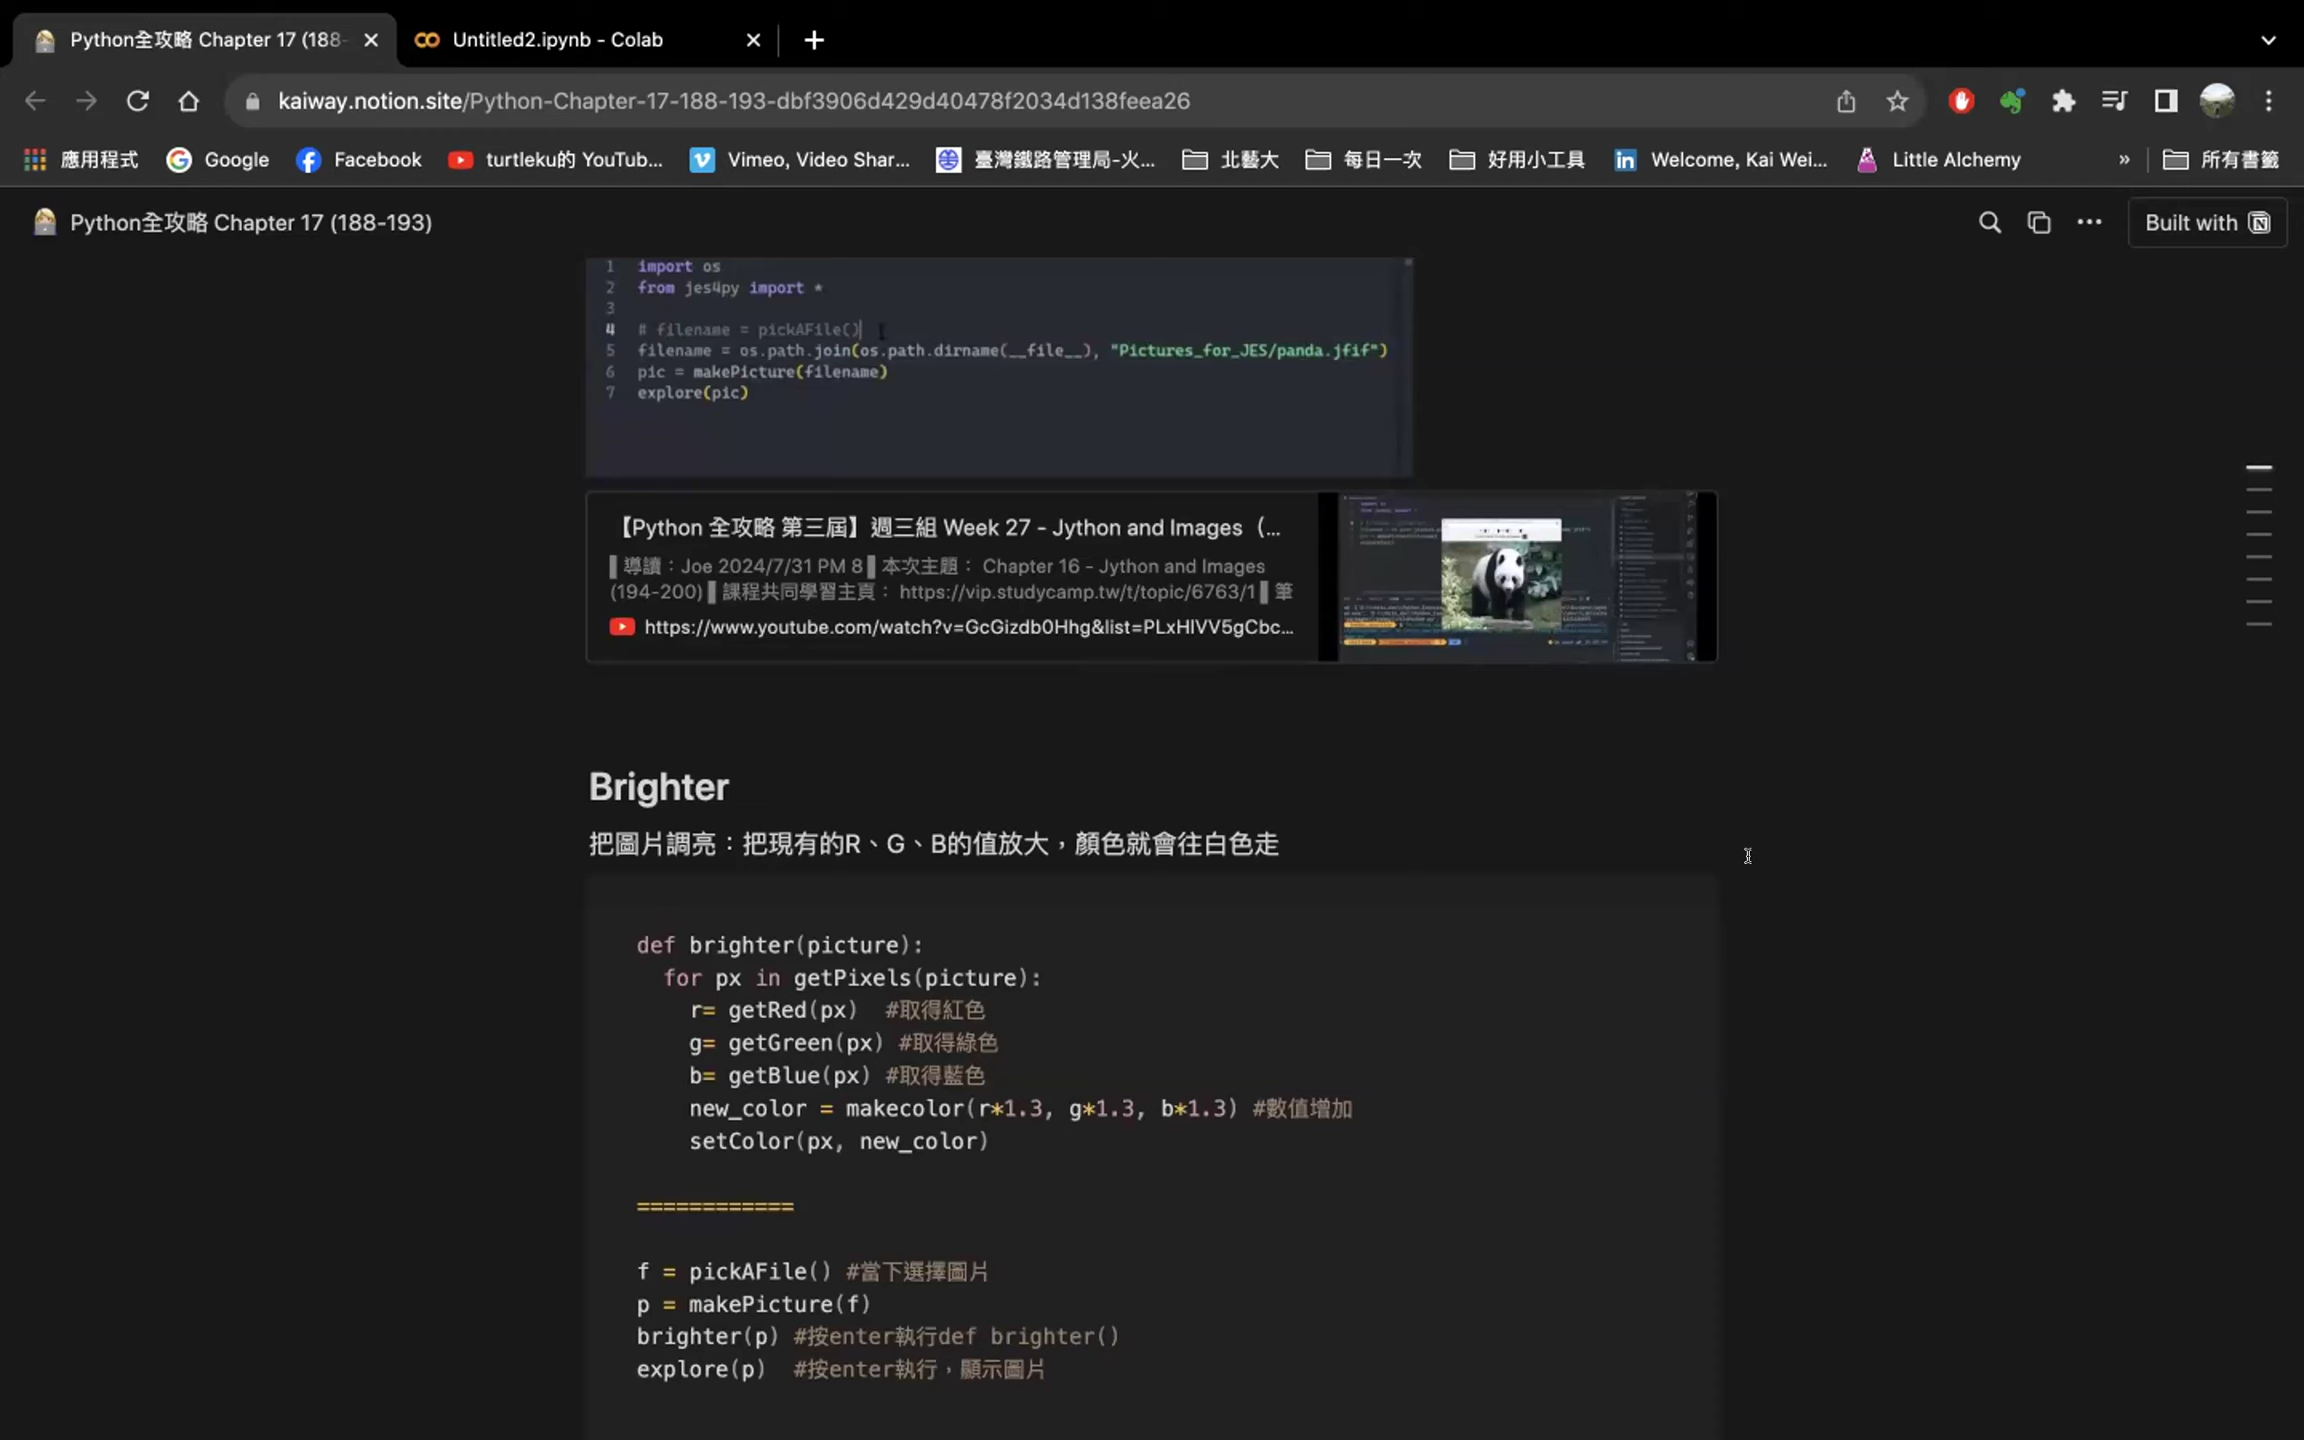 Python全攻略 Chapter 17 (188-
Untitled2.ipynb - Colab
kaiway.notion.site/Python-Chapter-17-188-193-dbf3906d429d40478f2034d138feea26
應用程式
Google
Facebook
turtleku的 YouTub...
Vimeo, Video Shar...
臺灣鐵路管理局-火...
北藝大
每日一次
好用小工具
Welcome, Kai Wei...
Little Alchemy
»
所有書籤
Python全攻略 Chapter 17 (188-193)
Built with
1 import os
2 from jes4py import *
3
4 # filename = pickAFile()
5 filename = os.path.join(os.path.dirname(__file__), "Pictures_for_JES/panda.jfif")
6 pic = makePicture(filename)
7 explore(pic)
【Python 全攻略 第三屆】週三組 Week 27 - Jython and Images（...
▌導讀：Joe 2024/7/31 PM 8▌本次主題： Chapter 16 - Jython and Images
(194-200)▌課程共同學習主頁： https://vip.studycamp.tw/t/topic/6763/1▌筆
https://www.youtube.com/watch?v=GcGizdb0Hhg&list=PLxHIVV5gCbc...
Brighter
把圖片調亮：把現有的R、G、B的值放大，顏色就會往白色走
def brighter(picture):
for px in getPixels(picture):
r= getRed(px) #取得紅色
g= getGreen(px) #取得綠色
b= getBlue(px) #取得藍色
new_color = makecolor(r*1.3, g*1.3, b*1.3) #數值增加
setColor(px, new_color)
============
f = pickAFile() #當下選擇圖片
p = makePicture(f)
brighter(p) #按enter執行def brighter()
explore(p) #按enter執行，顯示圖片